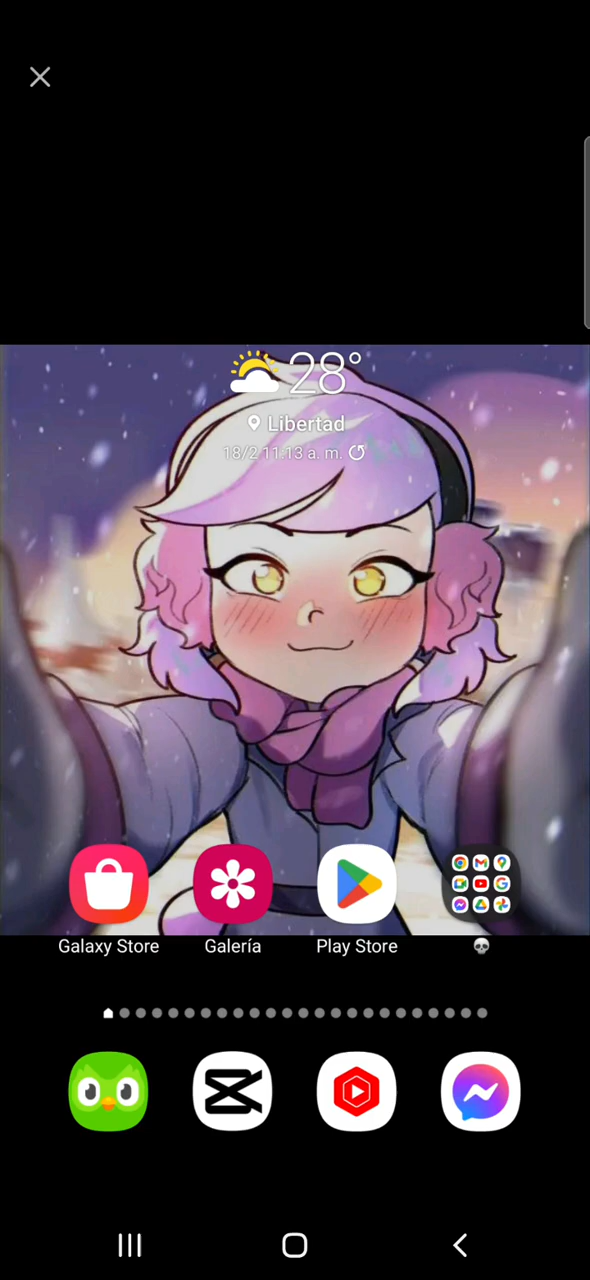 28°
Libertad
18/2 11.13 a. m.
Galaxy Store
Galería
Play Store
💀